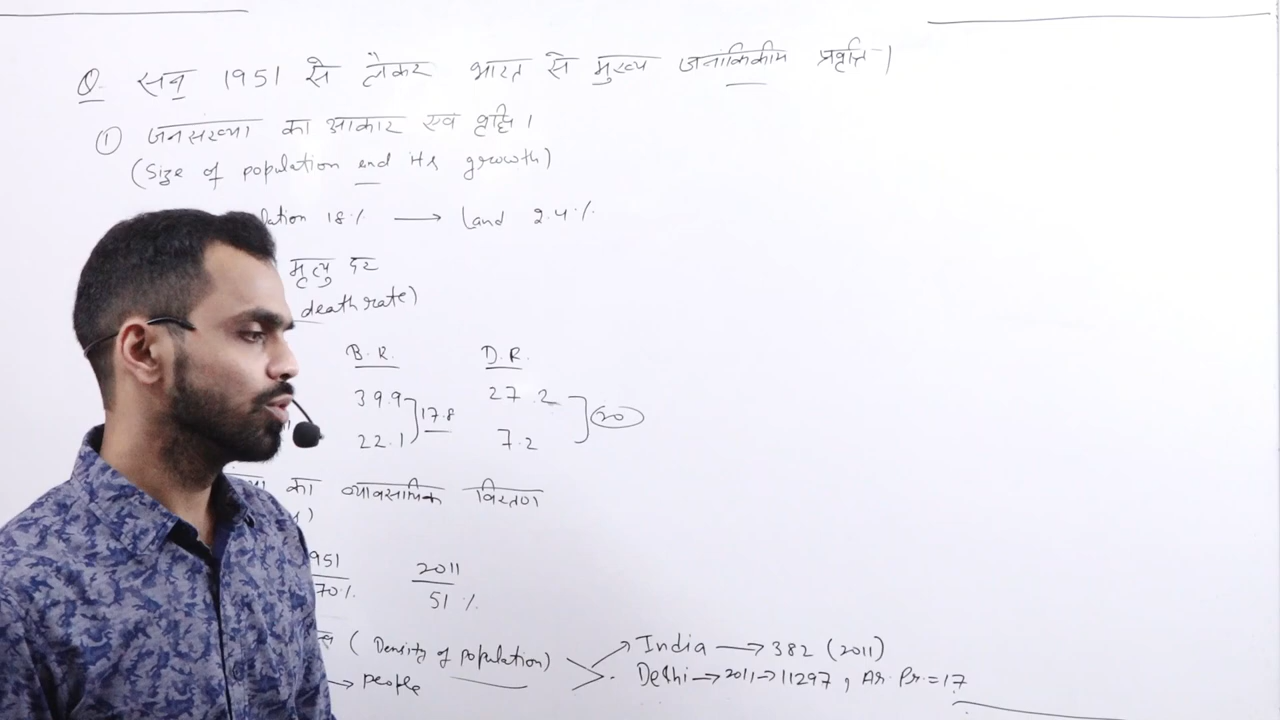 Q. सन् 1951 से लेकर भारत से मुख्य जनांकिकीय प्रवृत्ति।
① जनसख्या का आकार एव वृद्धि।
(Size of population and its growth)
lation 18% → Land 2.4%.
मृत्यु दर
death rate)
B.R. D.R.
39.9 27.2
17.8 20
22.1 7.2
का व्यावसायिक वितरण
951 2011
70%. 51%.
(Density of population) India → 382 (2011)
→ people Delhi → 2011 → 11297, Ar. Pr. = 17